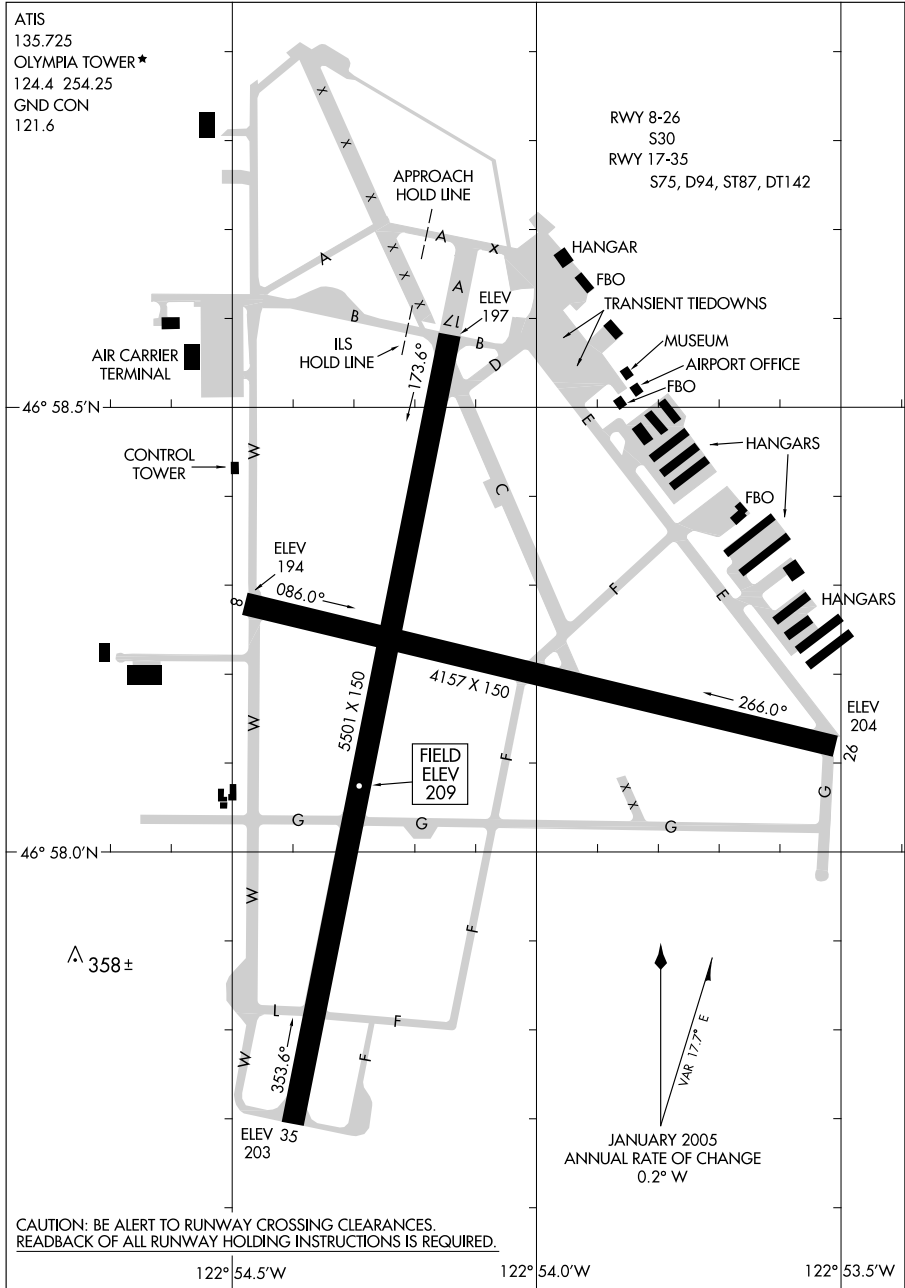 ATIS
135.725
OLYMPIA TOWER★
124.4 254.25
GND CON
121.6
RWY 8-26
S30
RWY 17-35
S75, D94, ST87, DT142
X
X
X
APPROACH
HOLD LINE
A
X
X
A
X
HANGAR
FBO
A
X
TRANSIENT TIEDOWNS
ELEV
197
B
X
17
B
D
ILS
HOLD LINE
MUSEUM
AIRPORT OFFICE
FBO
AIR CARRIER
TERMINAL
173.6°
46° 58.5'N
E
HANGARS
CONTROL
TOWER
W
C
FBO
ELEV
194
8
086.0°
F
E
HANGARS
4157 X 150
5501 X 150
266.0°
ELEV
204
26
W
F
FIELD
ELEV
209
G
X
X
G
G
G
46° 58.0'N
W
F
358 ±
L
F
W
353.6°
F
ELEV
203
35
VAR 17.7° E
JANUARY 2005
ANNUAL RATE OF CHANGE
0.2° W
CAUTION: BE ALERT TO RUNWAY CROSSING CLEARANCES.
READBACK OF ALL RUNWAY HOLDING INSTRUCTIONS IS REQUIRED.
122° 54.5'W
122° 54.0'W
122° 53.5'W